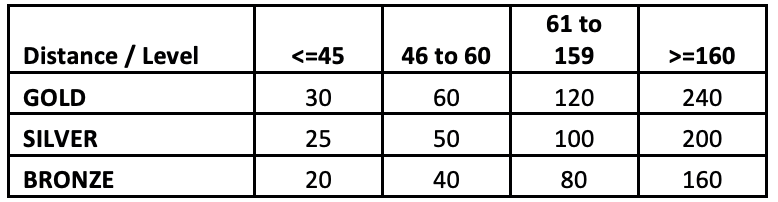 Distance / Level <=45 46 to 60 61 to 159 >=160
GOLD 30 60 120 240
SILVER 25 50 100 200
BRONZE 20 40 80 160